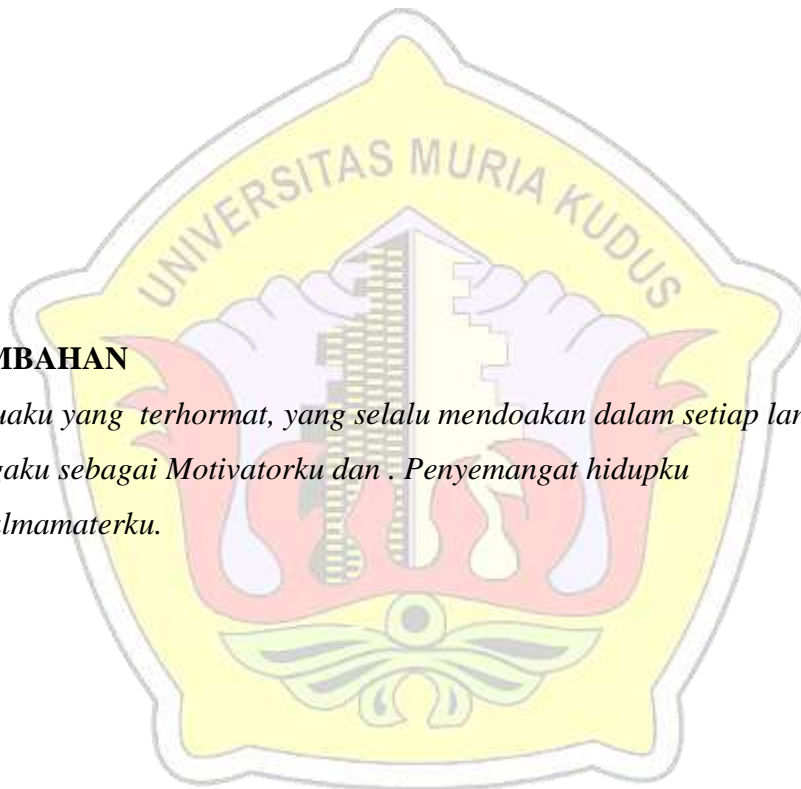 UNIVERSITAS MURIA KUDUS
MBAHAN
uaku yang terhormat, yang selalu mendoakan dalam setiap lan
gaku sebagai Motivatorku dan . Penyemangat hidupku
lmamaterku.